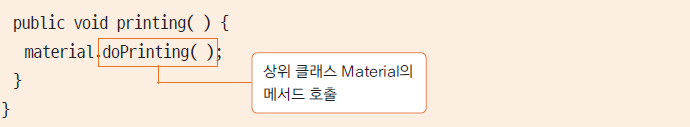 public void printing( ) {
material.doPrinting( );
상위 클래스 Material의
메서드 호출
}
}